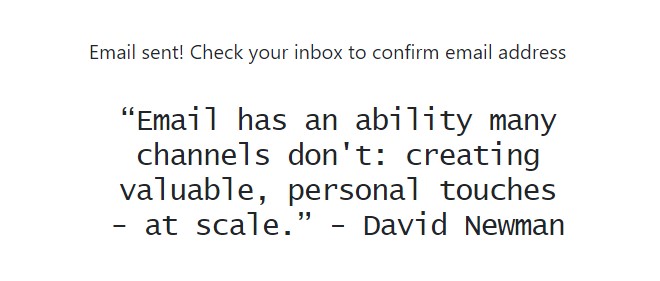 Email sent! Check your inbox to confirm email address
“Email has an ability many
channels don't: creating
valuable, personal touches
- at scale.” - David Newman